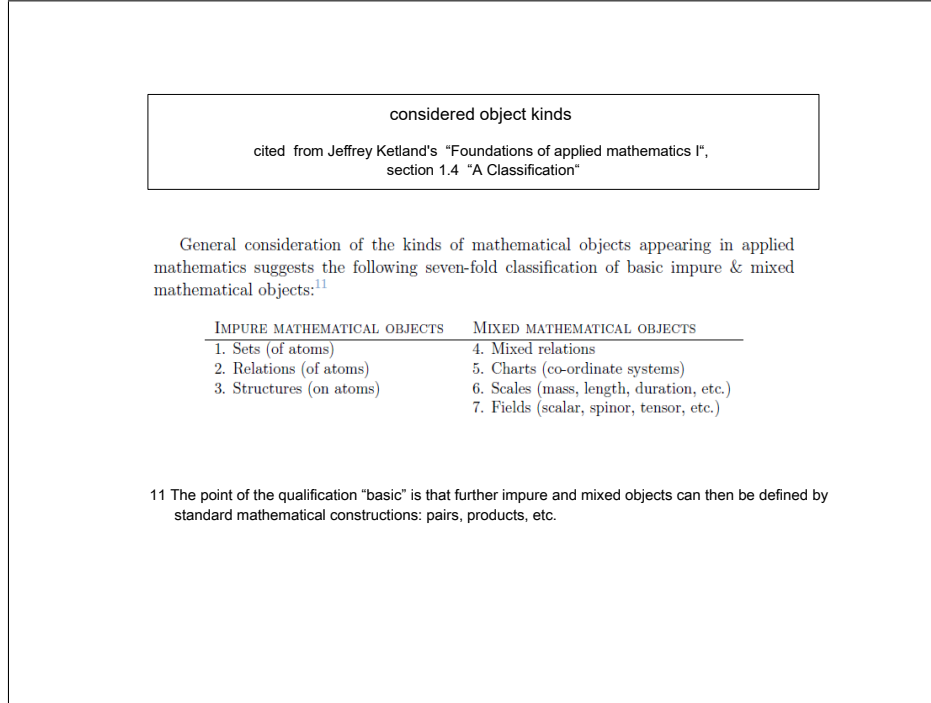 considered object kinds
cited from Jeffrey Ketland's "Foundations of applied mathematics I“,
section 1.4 "A Classification“
General consideration of the kinds of mathematical objects appearing in applied
mathematics suggests the following seven-fold classification of basic impure & mixed
mathematical objects:11
IMPURE MATHEMATICAL OBJECTS MIXED MATHEMATICAL OBJECTS
1. Sets (of atoms) 4. Mixed relations
2. Relations (of atoms) 5. Charts (co-ordinate systems)
3. Structures (on atoms) 6. Scales (mass, length, duration, etc.)
7. Fields (scalar, spinor, tensor, etc.)
11 The point of the qualification “basic” is that further impure and mixed objects can then be defined by
standard mathematical constructions: pairs, products, etc.